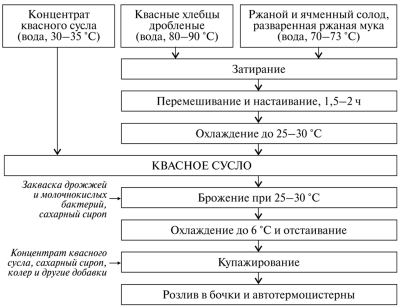 Концентрат
квасного сусла
(вода, 30–35 °C)
Квасные хлебцы
дробленые
(вода, 80–90 °C)
Ржаной и ячменный солод,
разваренная ржаная мука
(вода, 70–73 °C)
Затирание
Перемешивание и настаивание, 1,5–2 ч
Охлаждение до 25–30 °C
КВАСНОЕ СУСЛО
Закваска дрожжей
и молочнокислых
бактерий,
сахарный сироп
Брожение при 25–30 °C
Охлаждение до 6 °C и отстаивание
Концентрат квасного
сусла, сахарный сироп,
колер и другие добавки
Купажирование
Розлив в бочки и автотермоцистерны